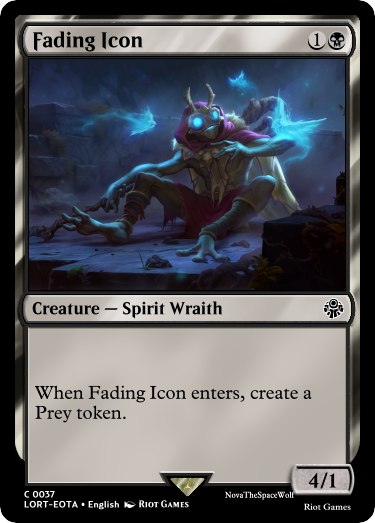 Fading Icon 1
Creature — Spirit Wraith
When Fading Icon enters, create a
Prey token.
4/1
C 0037
LORT-EOTA • English Riot Games
NovaTheSpaceWolf
Riot Games